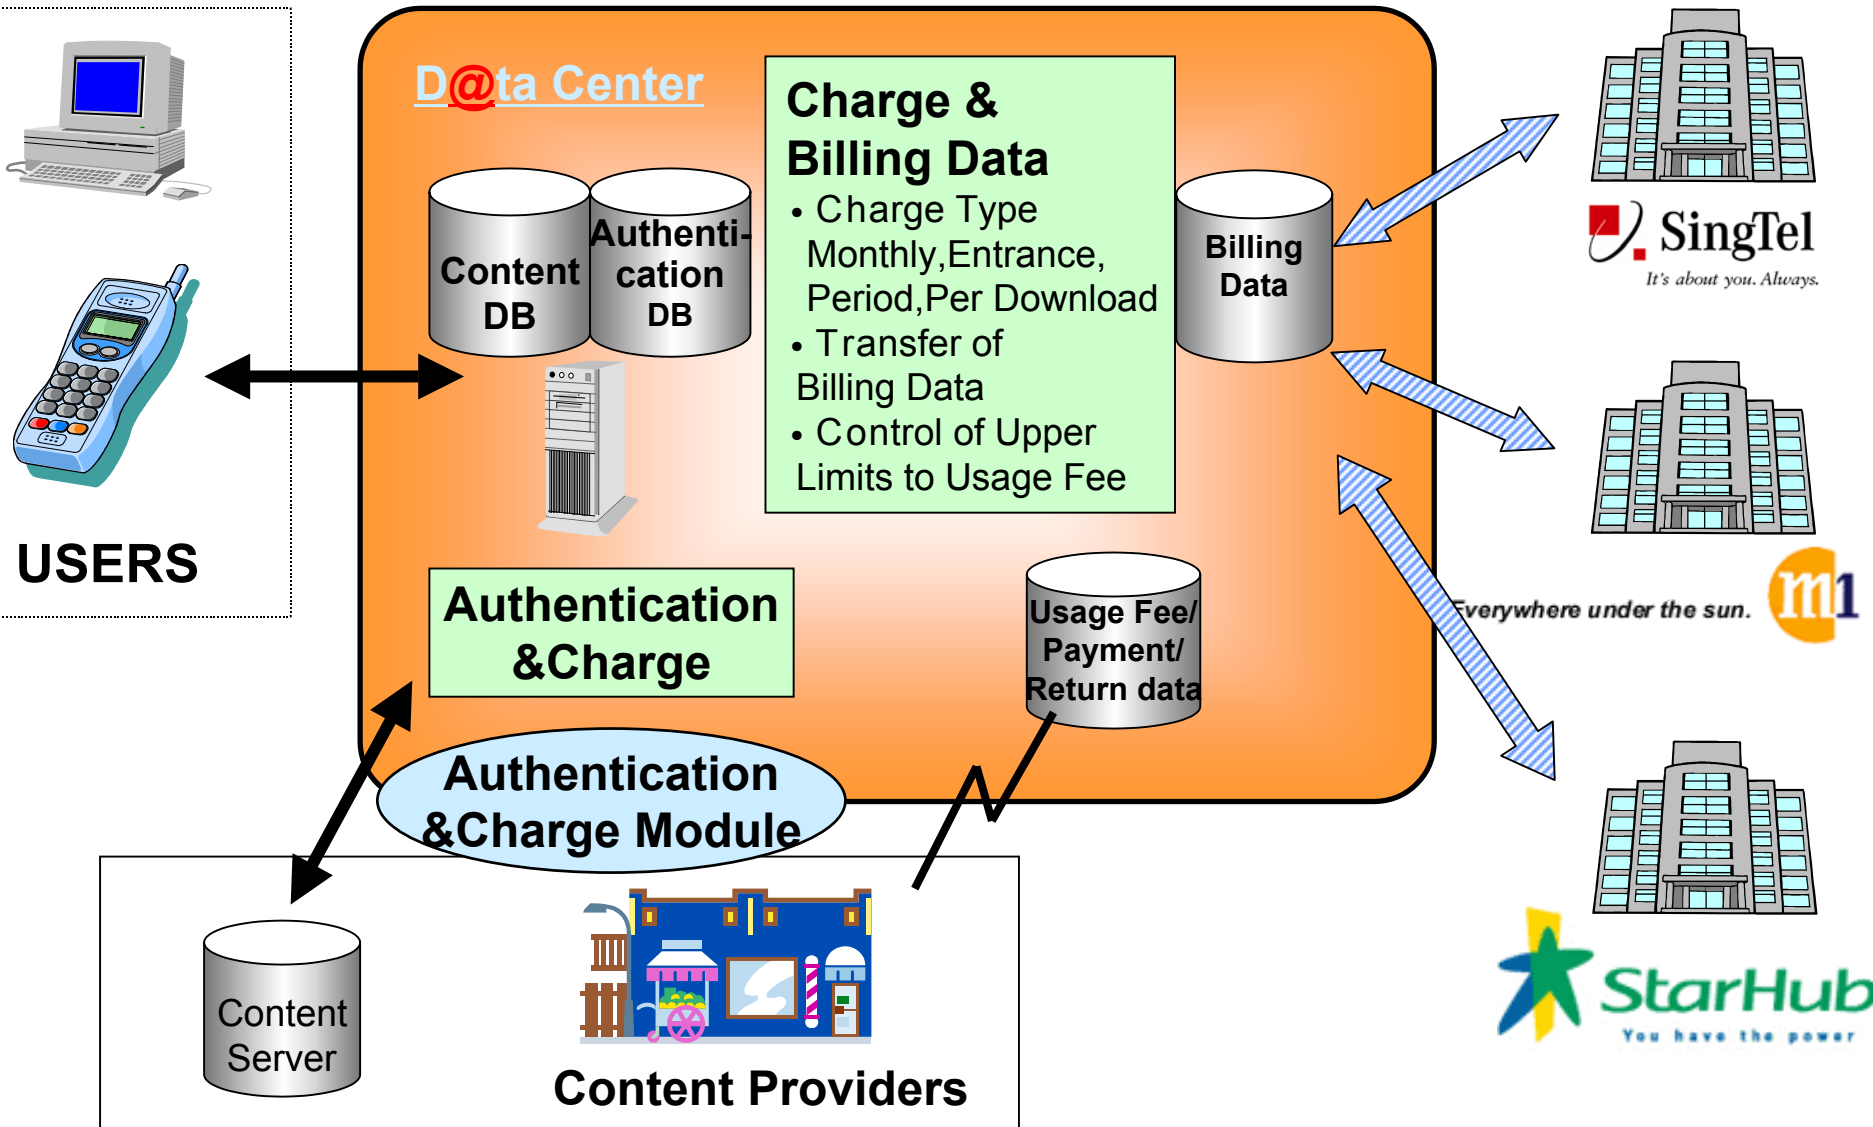 D@ta Center
Charge &
Billing Data
• Charge Type
Monthly,Entrance,
Period,Per Download
• Transfer of
Billing Data
• Control of Upper
Limits to Usage Fee
Content
DB
Authenti-
cation
DB
Billing
Data
SingTel
It's about you. Always.
USERS
Authentication
&Charge
Usage Fee/
Payment/
Return data
Everywhere under the sun.
m1
Authentication
&Charge Module
Content
Server
Content Providers
StarHub
You have the power